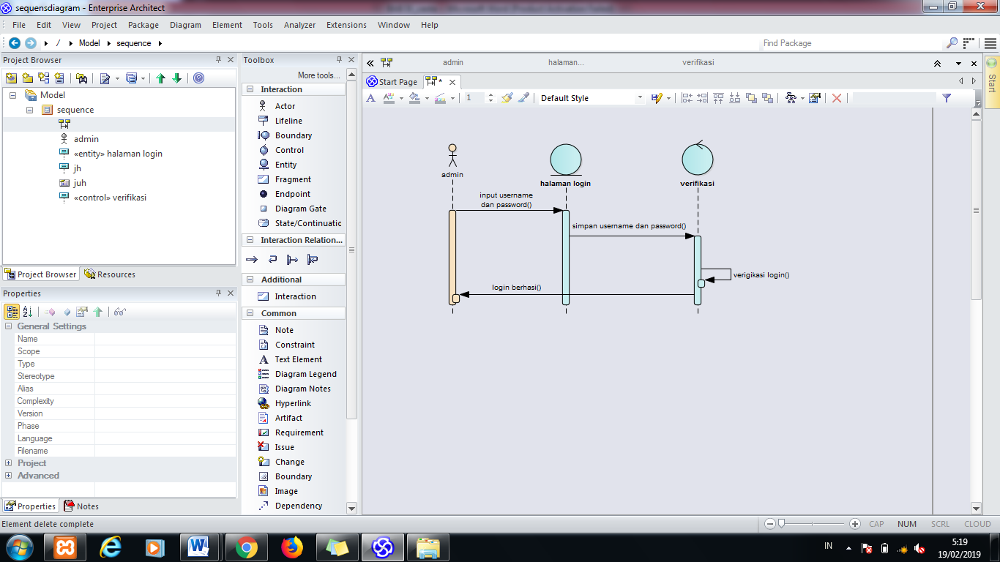 sequensdiagram - Enterprise Architect
File Edit View Project Package Diagram Element Tools Analyzer Extensions Window Help
/ Model sequence
Find Package
Project Browser
Model
sequence
admin
«entity» halaman login
jh
juh
«control» verifikasi
Project Browser Resources
Properties
General Settings
Name
Scope
Type
Stereotype
Alias
Complexity
Version
Phase
Language
Filename
Project
Advanced
Properties Notes
Toolbox
More tools...
Interaction
Actor
Lifeline
Boundary
Control
Entity
Fragment
Endpoint
Diagram Gate
State/Continuatic
Interaction Relation...
Additional
Interaction
Common
Note
Constraint
Text Element
Diagram Legend
Diagram Notes
Hyperlink
Artifact
Requirement
Issue
Change
Boundary
Image
Dependency
admin halaman... verifikasi
Start Page *
1 Default Style
admin
halaman login
verifikasi
input username
dan password()
simpan username dan password()
verigikasi login()
login berhasi()
Start
Element delete complete
CAP NUM SCRL CLOUD
IN
5:19
19/02/2019